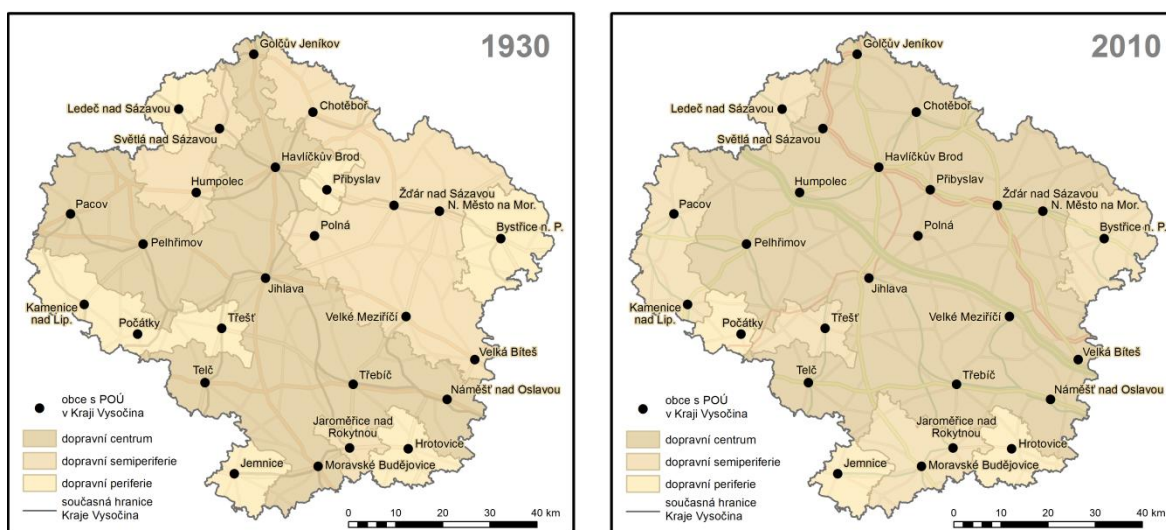 1930
Golčův Jeníkov
Ledeč nad Sázavou
Chotěboř
Světlá nad Sázavou
Havlíčkův Brod
Humpolec
Přibyslav
Žďár nad Sázavou
N. Město na Mor.
Pacov
Polná
Bystřice n. P.
Pelhřimov
Jihlava
Kamenice
nad Lip.
Počátky
Třešť
Velké Meziříčí
Velká Bíteš
Telč
Třebíč
Náměšť nad Oslavou
Jaroměřice nad
Rokytnou
Hrotovice
Jemnice
Moravské Budějovice
obce s POÚ
v Kraji Vysočina
dopravní centrum
dopravní semiperiferie
dopravní periferie
současná hranice
Kraje Vysočina
0 10 20 30 40 km
2010
Golčův Jeníkov
Ledeč nad Sázavou
Chotěboř
Světlá nad Sázavou
Havlíčkův Brod
Humpolec
Přibyslav
Žďár nad Sázavou
N. Město na Mor.
Pacov
Polná
Bystřice n. P.
Pelhřimov
Jihlava
Kamenice
nad Lip.
Počátky
Třešť
Velké Meziříčí
Velká Bíteš
Telč
Třebíč
Náměšť nad Oslavou
Jaroměřice nad
Rokytnou
Hrotovice
Jemnice
Moravské Budějovice
obce s POÚ
v Kraji Vysočina
dopravní centrum
dopravní semiperiferie
dopravní periferie
současná hranice
Kraje Vysočina
0 10 20 30 40 km